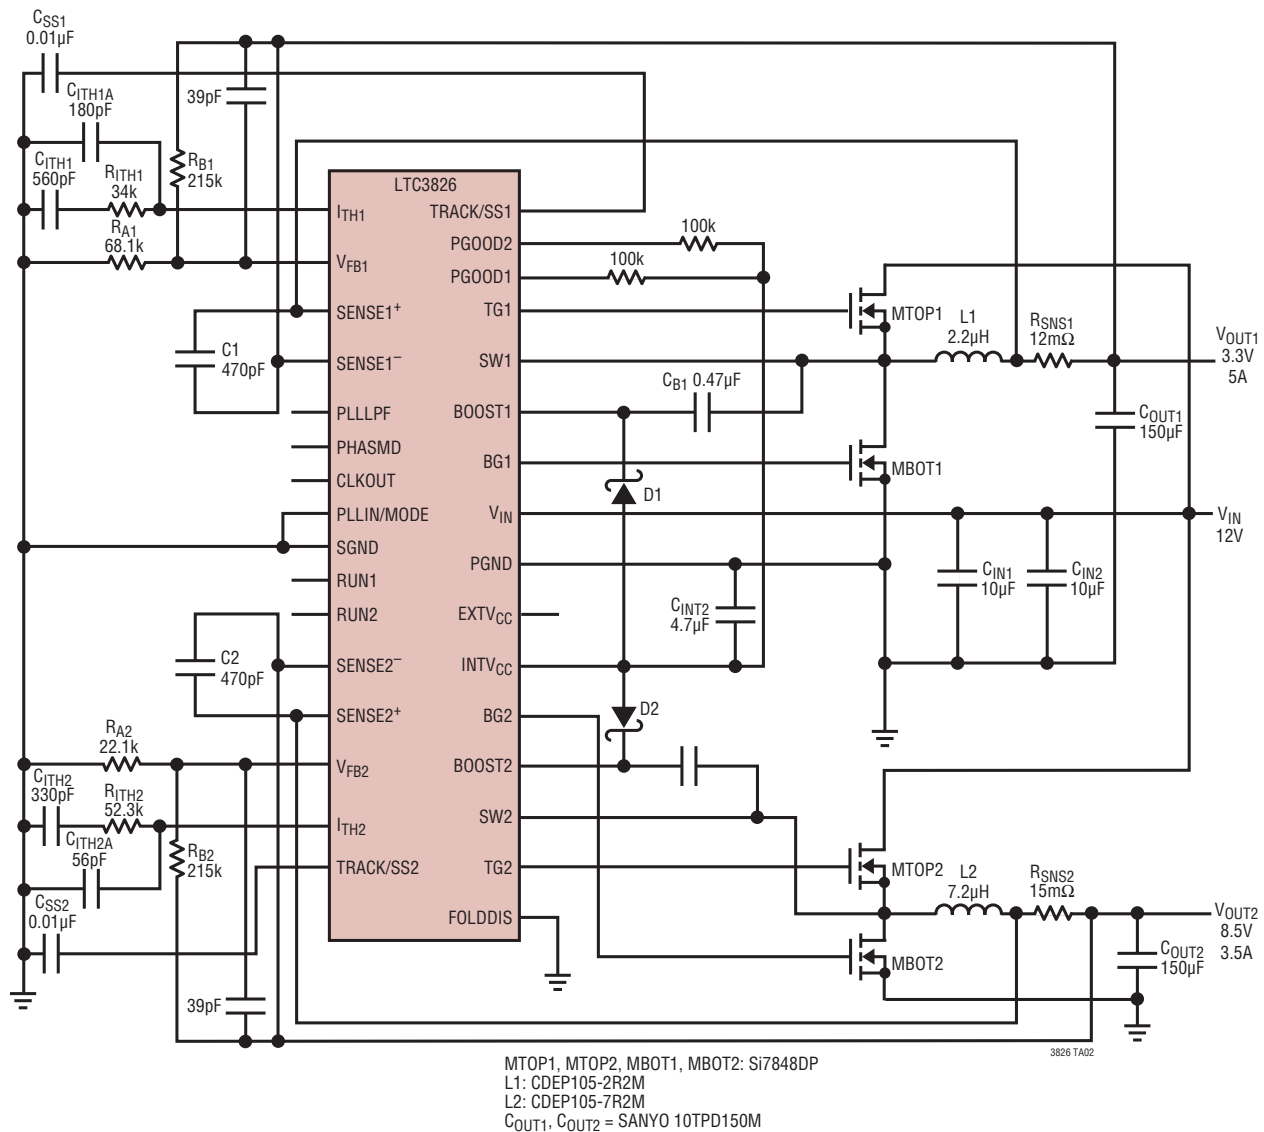 CSS1
0.01µF
CITH1A
180pF
39pF
CITH1
560pF
RITH1
34k
RB1
215k
RA1
68.1k
LTC3826
ITH1
VFB1
SENSE1+
SENSE1–
PLLLPF
PHASMD
CLKOUT
PLLIN/MODE
SGND
RUN1
RUN2
SENSE2–
SENSE2+
VFB2
ITH2
TRACK/SS2
TRACK/SS1
PGOOD2
PGOOD1
TG1
SW1
BOOST1
BG1
VIN
PGND
EXTVCC
INTVCC
BG2
BOOST2
SW2
TG2
FOLDDIS
C1
470pF
C2
470pF
100k
100k
MTOP1
L1
2.2µH
RSNS1
12mΩ
VOUT1
3.3V
5A
CB1 0.47µF
COUT1
150µF
MBOT1
D1
VIN
12V
CIN1
10µF
CIN2
10µF
CINT2
4.7µF
D2
RA2
22.1k
CITH2
330pF
RITH2
52.3k
CITH2A
56pF
RB2
215k
CSS2
0.01µF
39pF
MTOP2
L2
7.2µH
RSNS2
15mΩ
VOUT2
8.5V
3.5A
COUT2
150µF
MBOT2
3826 TA02
MTOP1, MTOP2, MBOT1, MBOT2: Si7848DP
L1: CDEP105-2R2M
L2: CDEP105-7R2M
COUT1, COUT2 = SANYO 10TPD150M